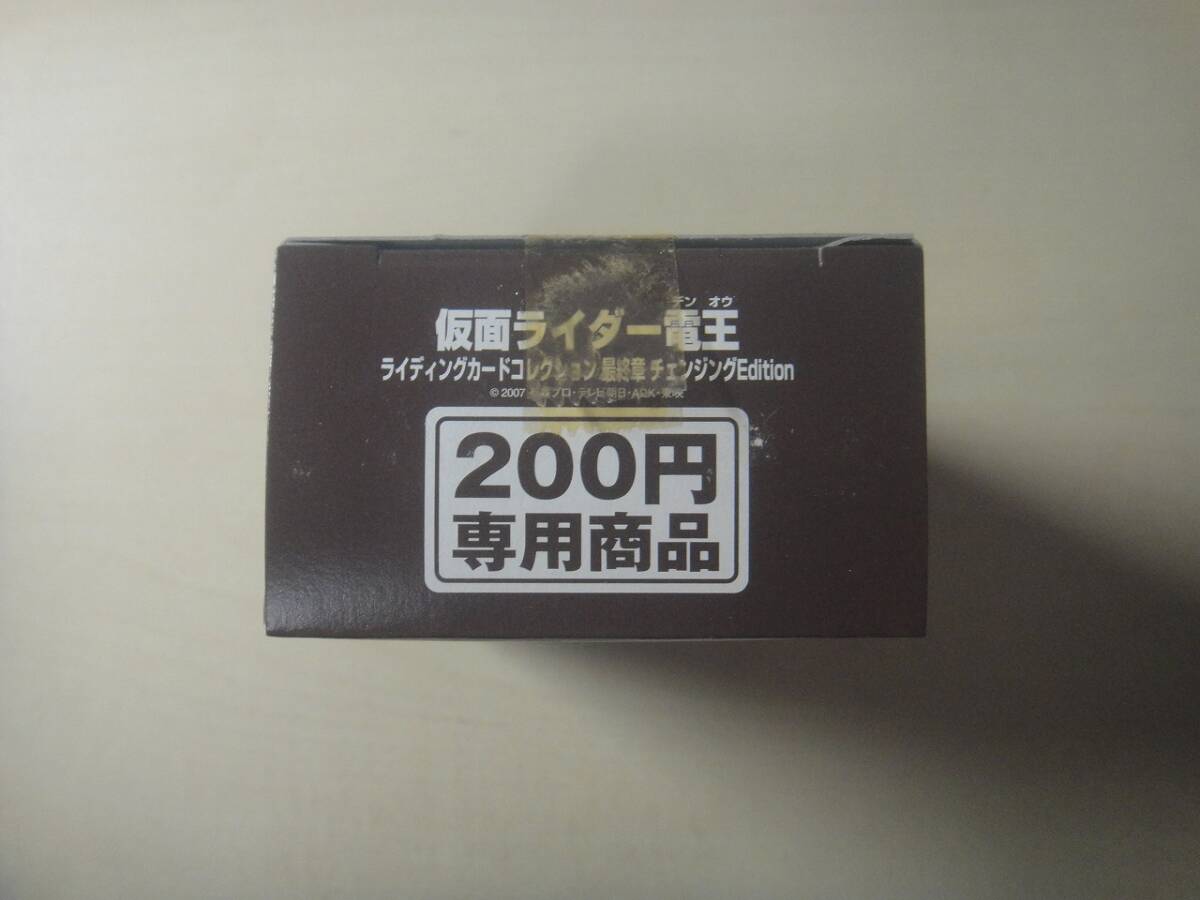 デン オウ
仮面ライダー電王
ライディングカードコレクション 最終章 チェンジングEdition
©2007 石森プロ・テレビ朝日・ADK・東映
200円
専用商品